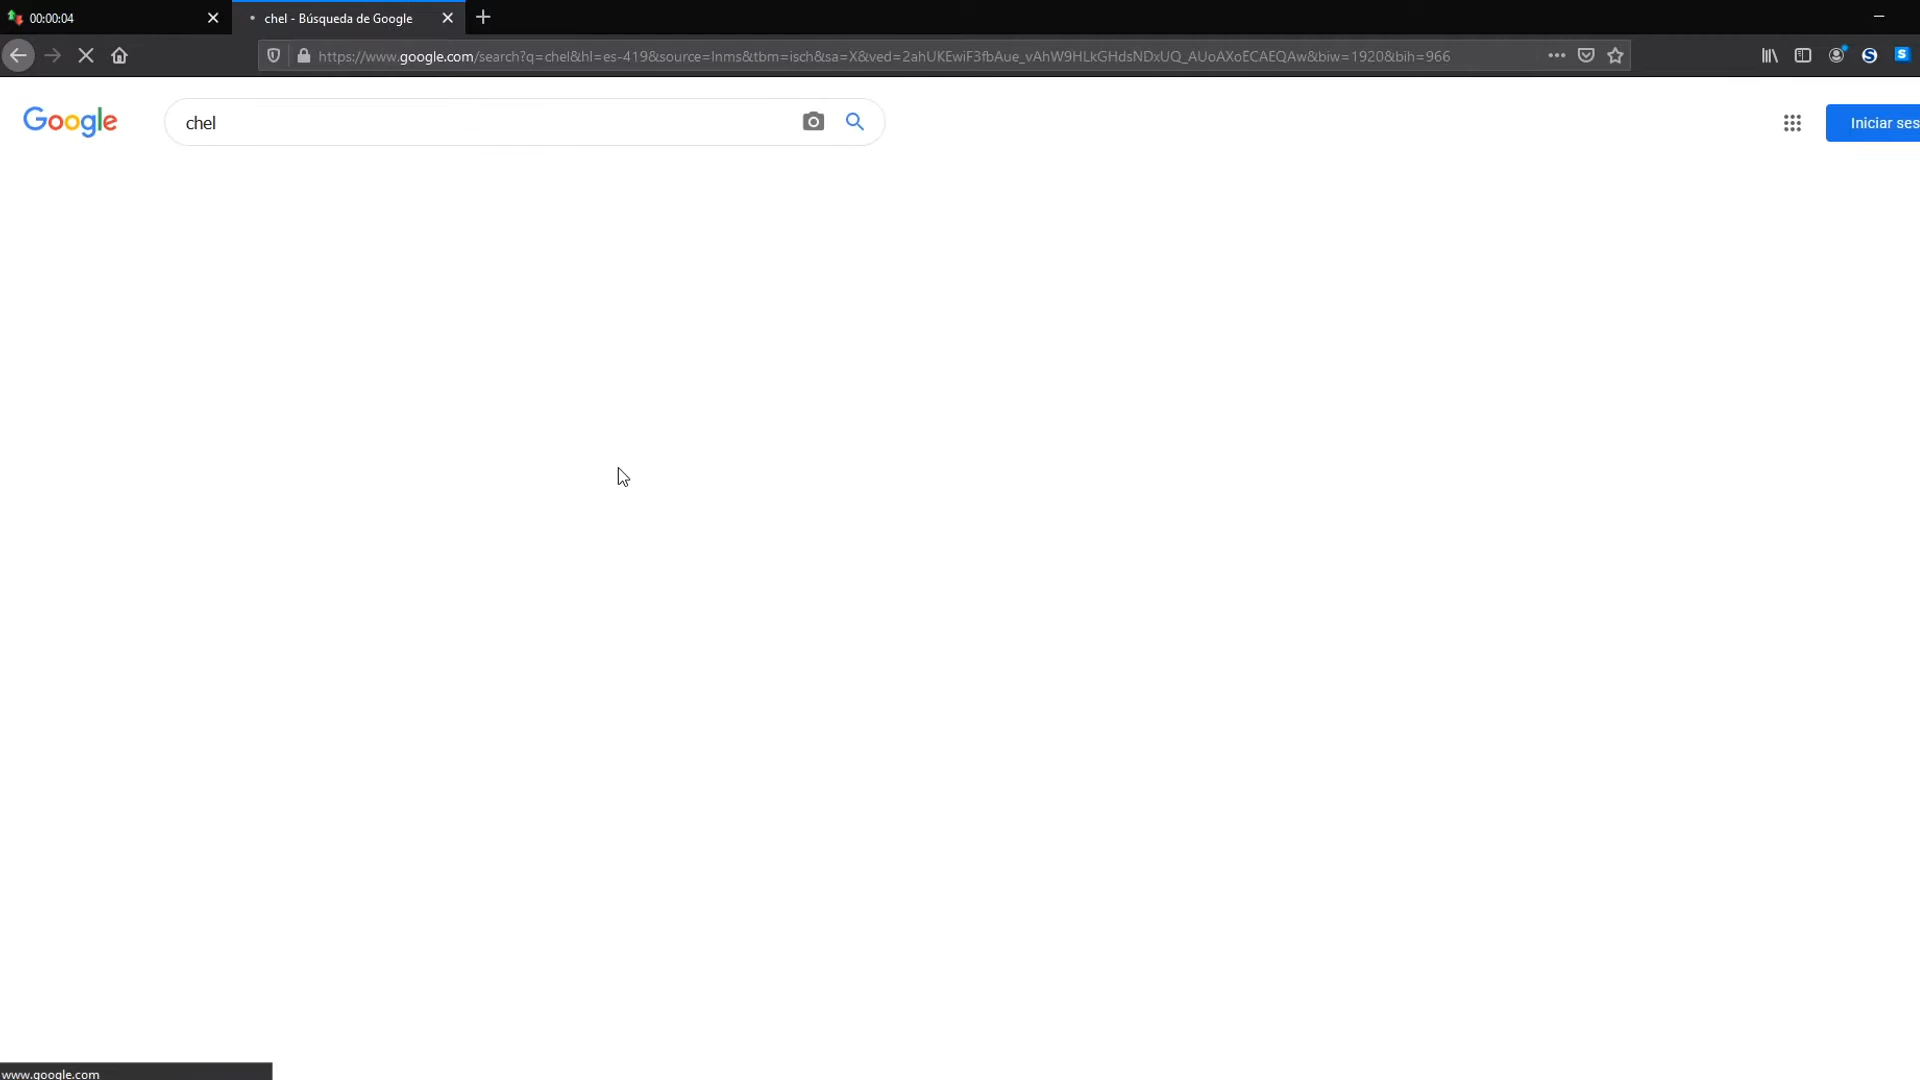 00:00:04
chel - Búsqueda de Google
https://www.google.com/search?q=chel&hl=es-419&source=lnms&tbm=isch&sa=X&ved=2ahUKEwiF3fbAue_vAhW9HLkGHdsNDxUQ_AUoAXoECAEQAw&biw=1920&bih=966
Google
chel
Iniciar ses
www.google.com